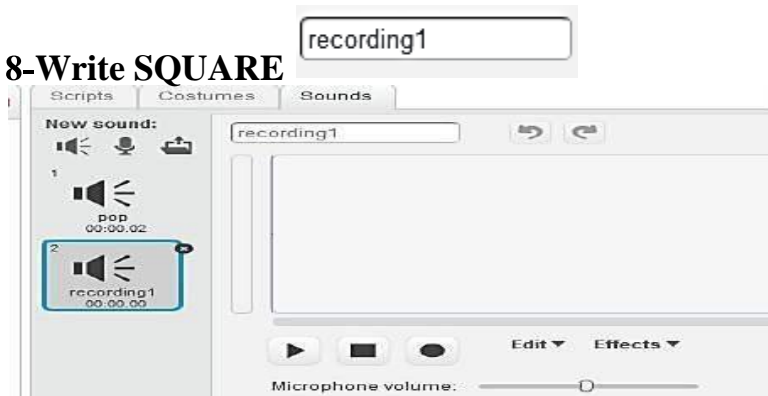 recording1
8-Write SQUARE
Scripts Costumes Sounds
New sound:
recording1
1
pop
00:00.02
2
recording1
00:00.00
Edit Effects
Microphone volume: